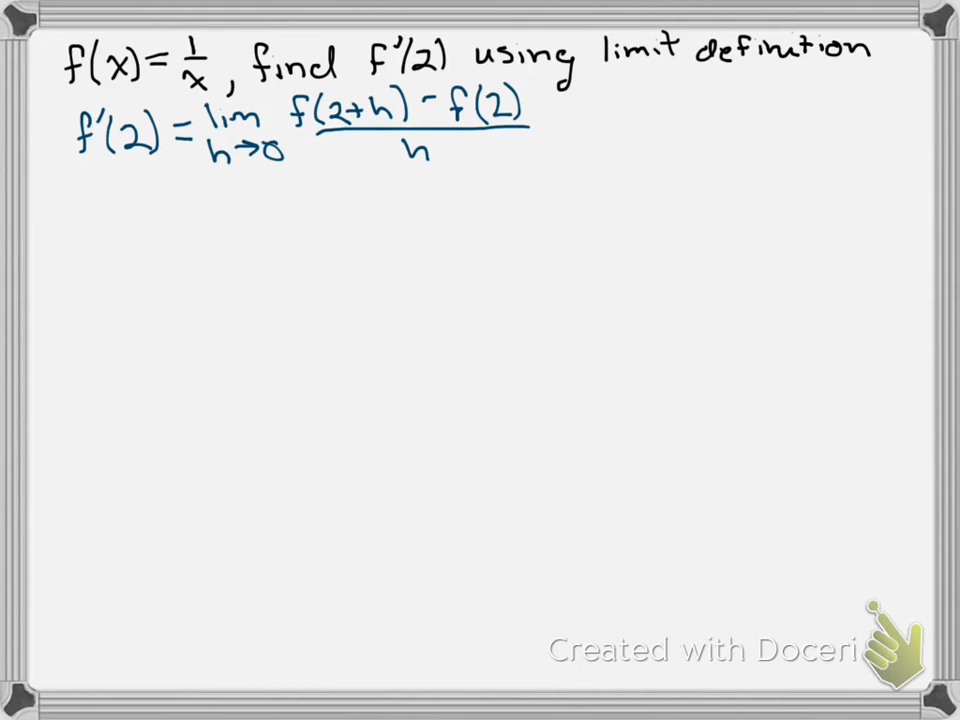 f(x) = 1/x, find f'(2) using limit definition
f'(2) = lim h→0 f(2+h) - f(2) / h
Created with Doceri